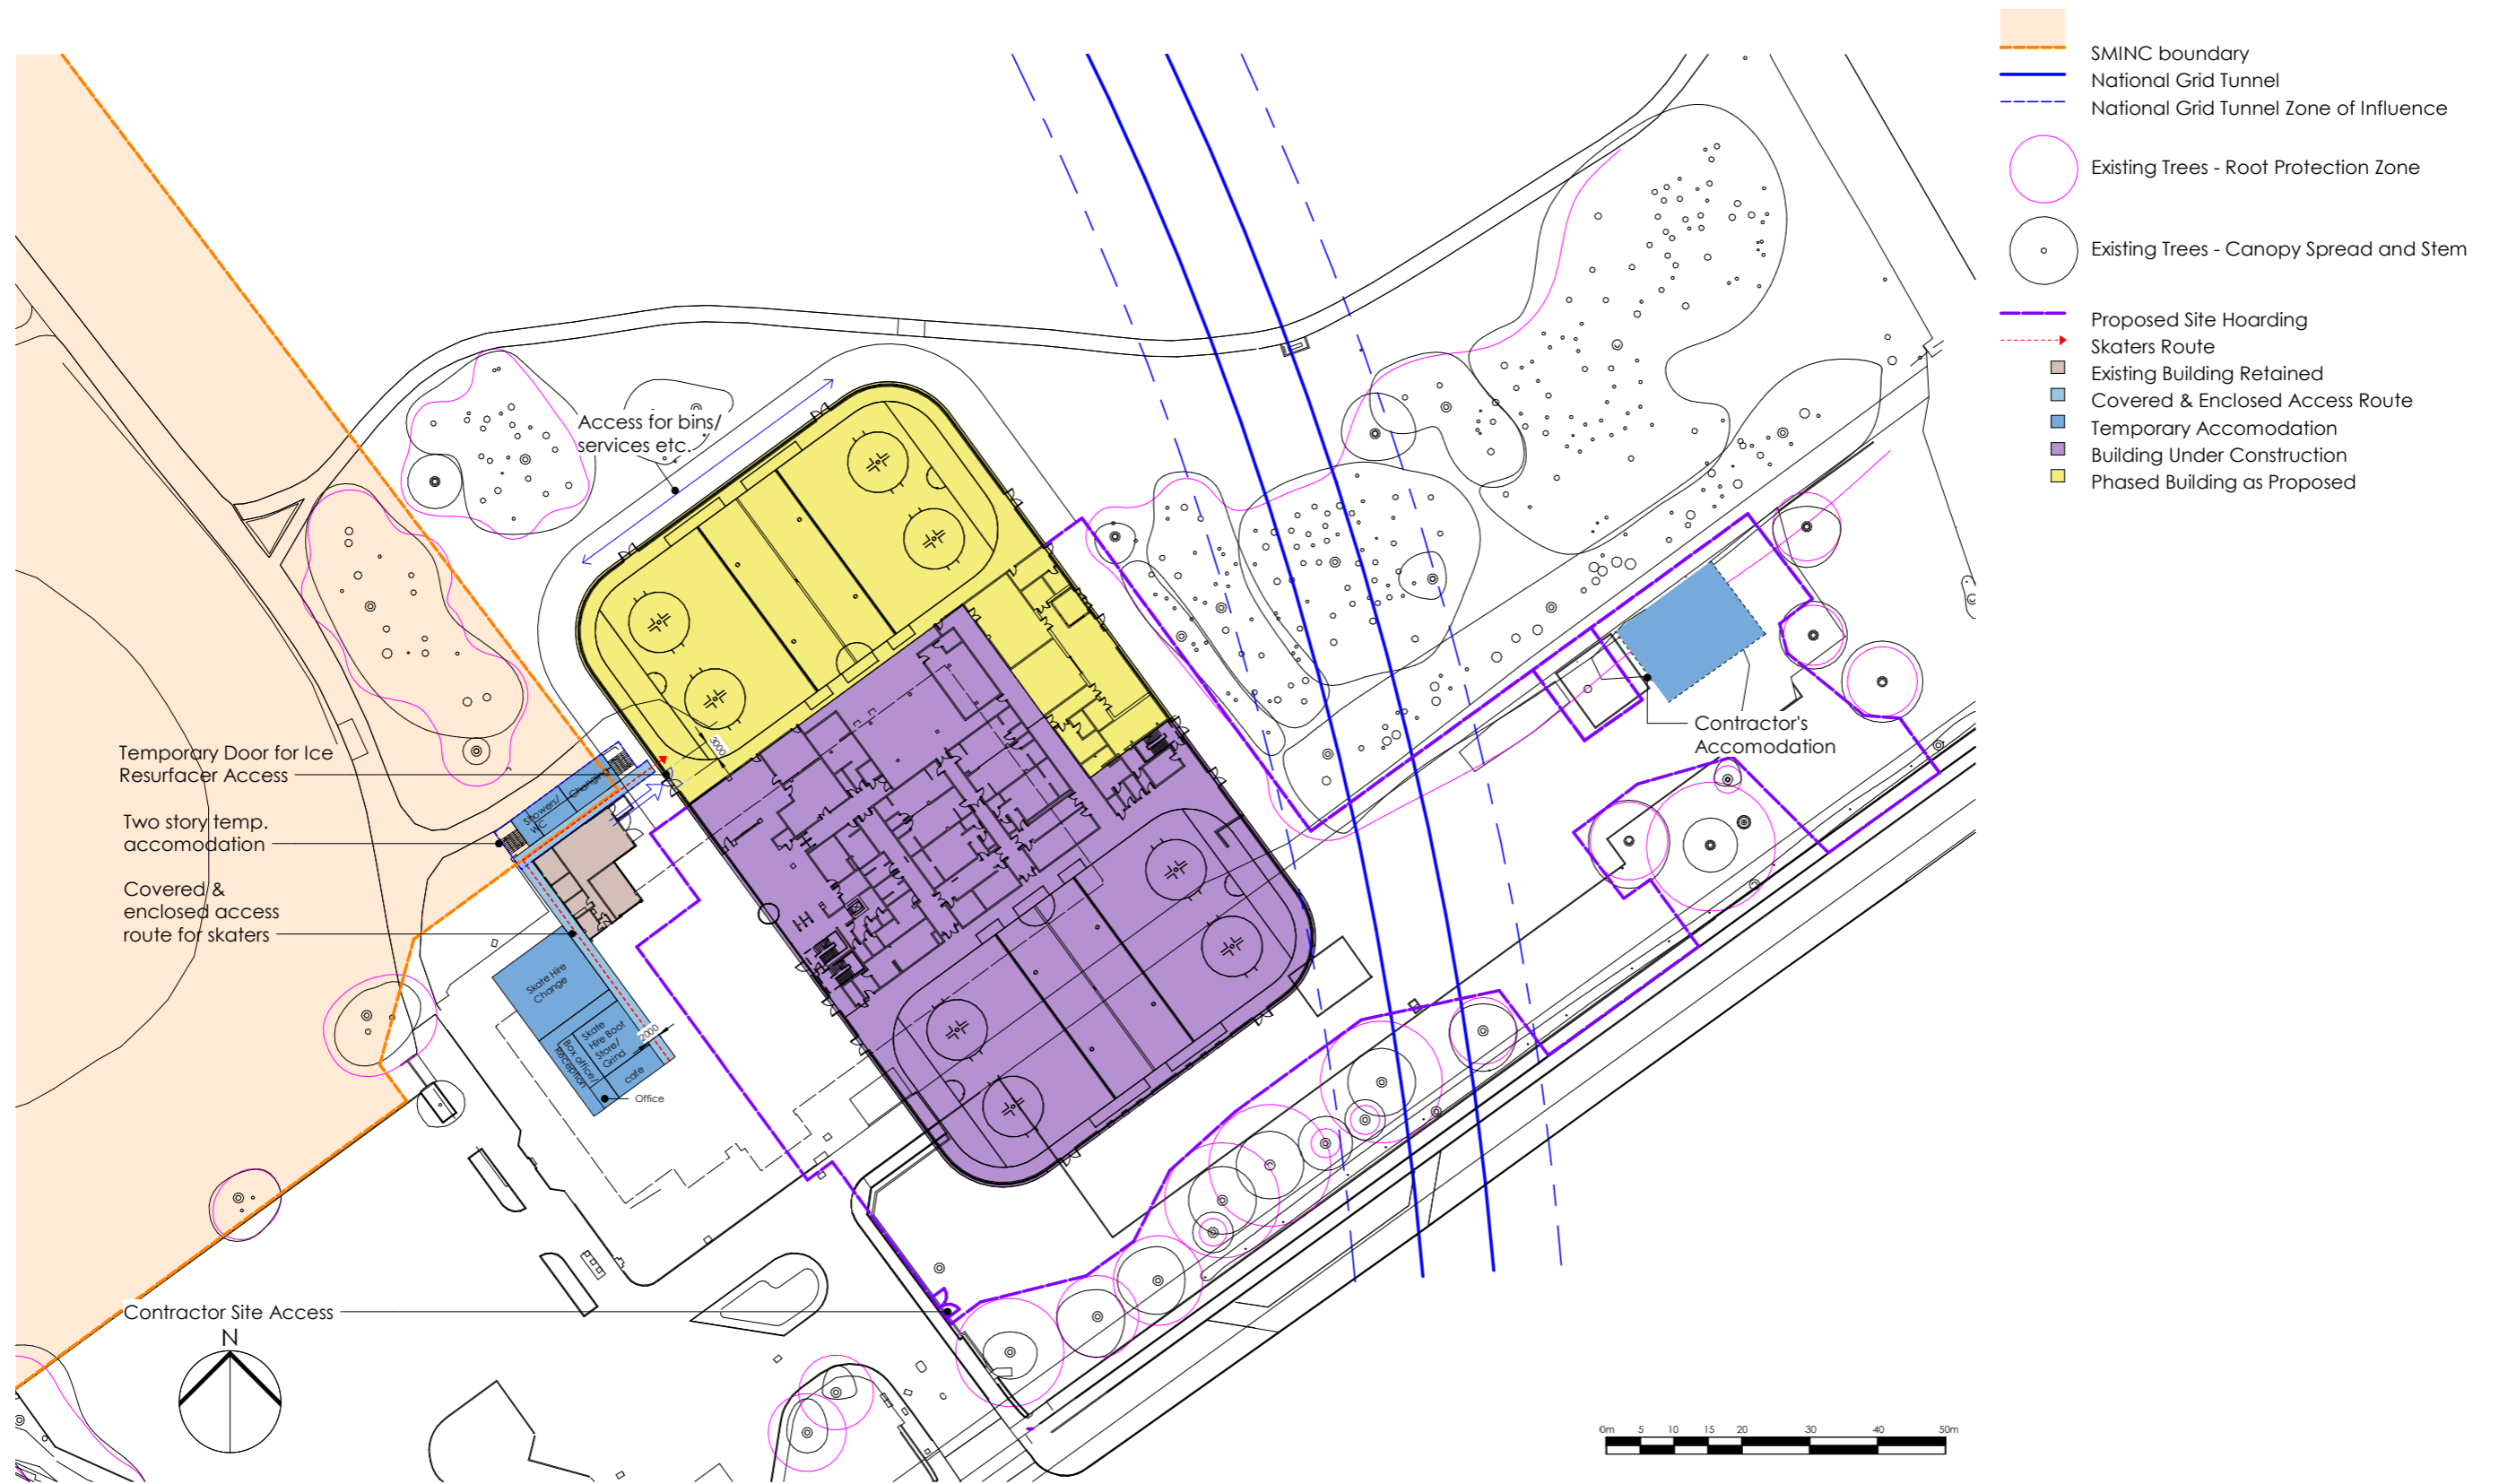 SMINC boundary
National Grid Tunnel
National Grid Tunnel Zone of Influence
Existing Trees - Root Protection Zone
Existing Trees - Canopy Spread and Stem
Proposed Site Hoarding
Skaters Route
Existing Building Retained
Covered & Enclosed Access Route
Temporary Accomodation
Building Under Construction
Phased Building as Proposed
Access for bins/
services etc.
Temporary Door for Ice
Resurfacer Access
Two story temp.
accomodation
Covered &
enclosed access
route for skaters
3000
Changing
Showers/
WC
Skate Hire
Change
Skate
Hire Boot
Store/
Grind
Box office/
Reception
cafe
2000
Office
Contractor's
Accomodation
Contractor Site Access
N
0m 5 10 15 20 30 40 50m